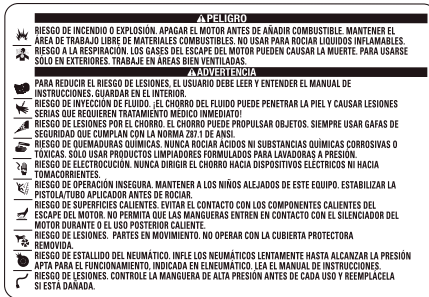 PELIGRO
RIESGO DE INCENDIO O EXPLOSIÓN. APAGAR EL MOTOR ANTES DE AÑADIR COMBUSTIBLE. MANTENER EL
ÁREA DE TRABAJO LIBRE DE MATERIALES COMBUSTIBLES. NO USAR PARA ROCIAR LIQUIDOS INFLAMABLES.
RIESGO A LA RESPIRACIÓN. LOS GASES DEL ESCAPE DEL MOTOR PUEDEN CAUSAR LA MUERTE. PARA USARSE
SÓLO EN EXTERIORES. TRABAJE EN ÁREAS BIEN VENTILADAS.
ADVERTENCIA
PARA REDUCIR EL RIESGO DE LESIONES, EL USUARIO DEBE LEER Y ENTENDER EL MANUAL DE
INSTRUCCIONES. GUARDAR EN EL INTERIOR.
RIESGO DE INYECCIÓN DE FLUIDO. ¡EL CHORRO DEL FLUIDO PUEDE PENETRAR LA PIEL Y CAUSAR LESIONES
SERIAS QUE REQUIEREN TRATAMIENTO MÉDICO INMEDIATO!
RIESGO DE LESIONES POR EL CHORRO. EL CHORRO PUEDE PROPULSAR OBJETOS. SIEMPRE USAR GAFAS DE
SEGURIDAD QUE CUMPLAN CON LA NORMA Z87.1 DE ANSI.
RIESGO DE QUEMADURAS QUÍMICAS. NUNCA ROCIAR ÁCIDOS NI SUBSTANCIAS QUÍMICAS CORROSIVAS O
TÓXICAS. SÓLO USAR PRODUCTOS LIMPIADORES FORMULADOS PARA LAVADORAS A PRESIÓN.
RIESGO DE ELECTROCUCIÓN. NUNCA DIRIGIR EL CHORRO HACIA DISPOSITIVOS ELÉCTRICOS NI HACIA
TOMACORRIENTES.
RIESGO DE OPERACIÓN INSEGURA. MANTENER A LOS NIÑOS ALEJADOS DE ESTE EQUIPO. ESTABILIZAR LA
PISTOLA/TUBO APLICADOR ANTES DE ROCIAR.
RIESGO DE SUPERFICIES CALIENTES. EVITAR EL CONTACTO CON LOS COMPONENTES CALIENTES DEL
ESCAPE DEL MOTOR. NO PERMITA QUE LAS MANGUERAS ENTREN EN CONTACTO CON EL SILENCIADOR DEL
MOTOR DURANTE O EL USO POSTERIOR CALIENTE.
RIESGO DE LESIONES. PARTES EN MOVIMIENTO. NO OPERAR CON LA CUBIERTA PROTECTORA
REMOVIDA.
RIESGO DE ESTALLIDO DEL NEUMÁTICO. INFLE LOS NEUMÁTICOS LENTAMENTE HASTA ALCANZAR LA PRESIÓN
APTA PARA EL FUNCIONAMIENTO, INDICADA EN ELNEUMÁTICO. LEA EL MANUAL DE INSTRUCCIONES.
RIESGO DE LESIONES. CONTROLE LA MANGUERA DE ALTA PRESIÓN ANTES DE CADA USO Y REEMPLÁCELA
SI ESTÁ DAÑADA.